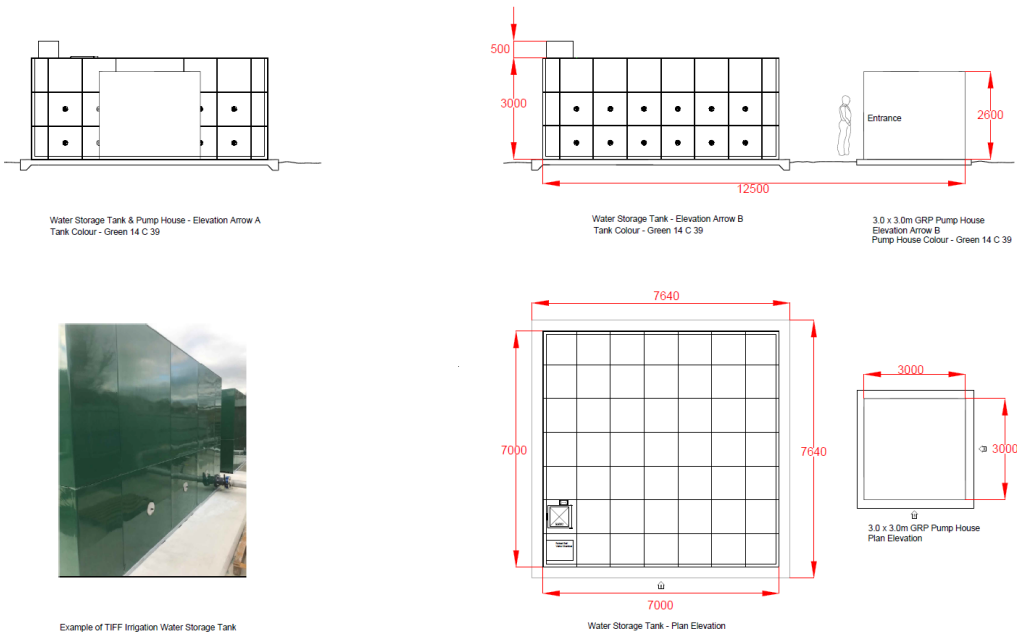 500
3000
Entrance
2600
12500
Water Storage Tank & Pump House - Elevation Arrow A
Tank Colour - Green 14 C 39
Water Storage Tank - Elevation Arrow B
Tank Colour - Green 14 C 39
3.0 x 3.0m GRP Pump House
Elevation Arrow B
Pump House Colour - Green 14 C 39
7640
7000
7640
3000
3000
3.0 x 3.0m GRP Pump House
Plan Elevation
7000
Example of TIFF Irrigation Water Storage Tank
Water Storage Tank - Plan Elevation